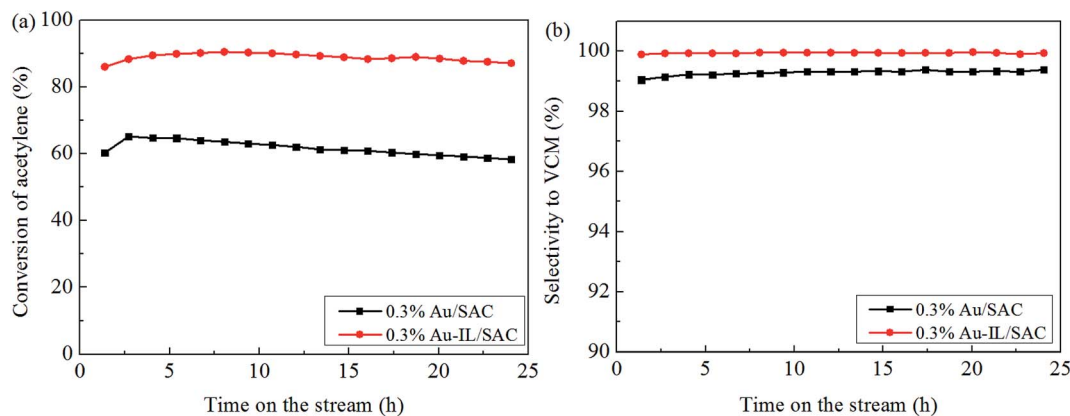 (a)
100
80
60
40
20
0
Conversion of acetylene (%)
0 5 10 15 20 25
Time on the stream (h)
0.3% Au/SAC
0.3% Au-IL/SAC
(b)
100
98
96
94
92
90
Selectivity to VCM (%)
0 5 10 15 20 25
Time on the stream (h)
0.3% Au/SAC
0.3% Au-IL/SAC